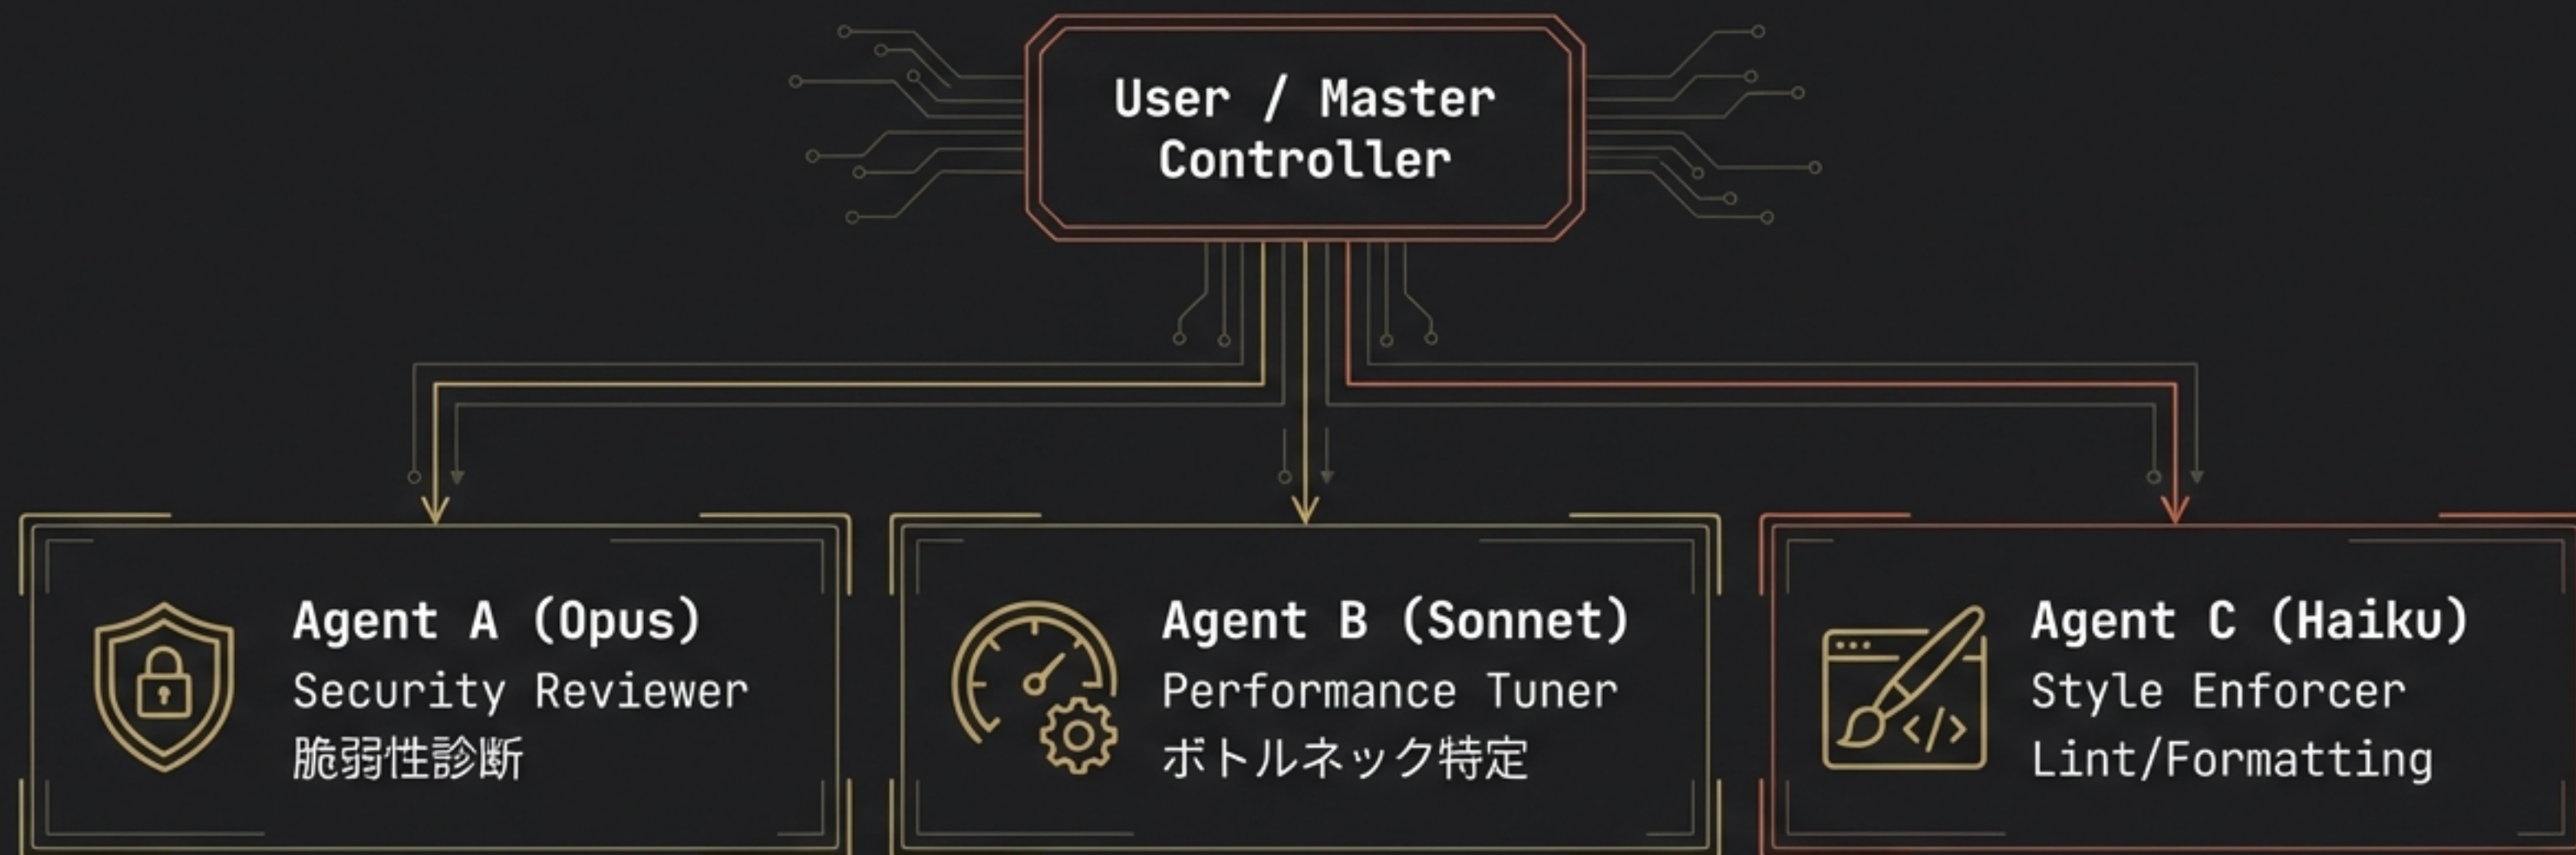 User / Master
Controller
Agent A (Opus)
Security Reviewer
脆弱性診断
Agent B (Sonnet)
Performance Tuner
ボトルネック特定
Agent C (Haiku)
Style Enforcer
Lint/Formatting